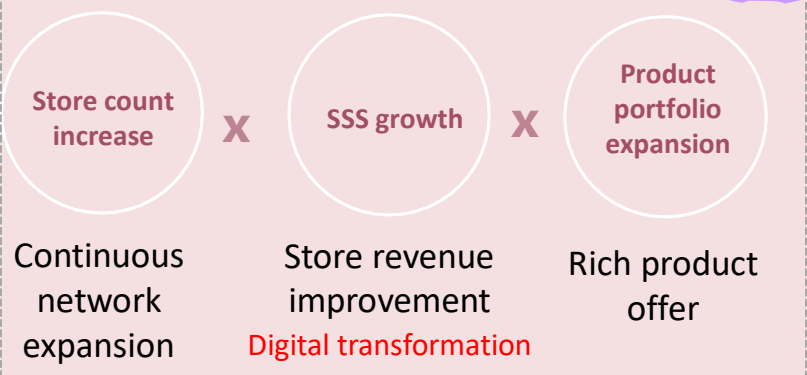 Store count
increase
X
SSS growth
X
Product
portfolio
expansion
Continuous
network
expansion
Store revenue
improvement
Digital transformation
Rich product
offer